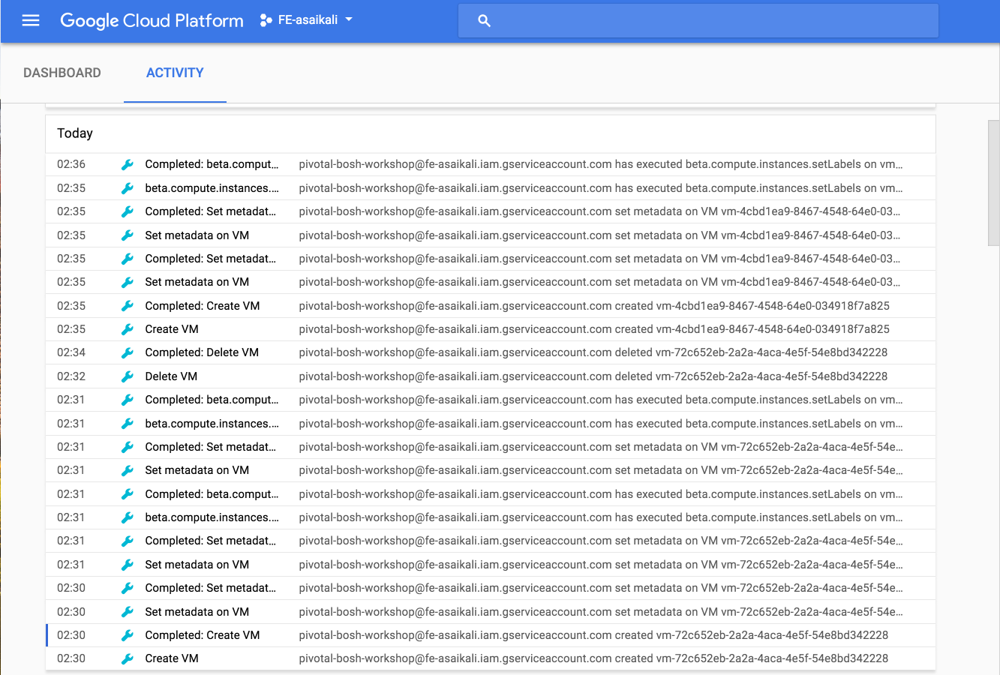 Google Cloud Platform FE-asaikali
DASHBOARD ACTIVITY
Today
02:36 Completed: beta.comput... pivotal-bosh-workshop@fe-asaikali.iam.gserviceaccount.com has executed beta.compute.instances.setLabels on vm...
02:35 beta.compute.instances.... pivotal-bosh-workshop@fe-asaikali.iam.gserviceaccount.com has executed beta.compute.instances.setLabels on vm...
02:35 Completed: Set metadat... pivotal-bosh-workshop@fe-asaikali.iam.gserviceaccount.com set metadata on VM vm-4cbd1ea9-8467-4548-64e0-03...
02:35 Set metadata on VM pivotal-bosh-workshop@fe-asaikali.iam.gserviceaccount.com set metadata on VM vm-4cbd1ea9-8467-4548-64e0-03...
02:35 Completed: Set metadat... pivotal-bosh-workshop@fe-asaikali.iam.gserviceaccount.com set metadata on VM vm-4cbd1ea9-8467-4548-64e0-03...
02:35 Set metadata on VM pivotal-bosh-workshop@fe-asaikali.iam.gserviceaccount.com set metadata on VM vm-4cbd1ea9-8467-4548-64e0-03...
02:35 Completed: Create VM pivotal-bosh-workshop@fe-asaikali.iam.gserviceaccount.com created vm-4cbd1ea9-8467-4548-64e0-034918f7a825
02:35 Create VM pivotal-bosh-workshop@fe-asaikali.iam.gserviceaccount.com created vm-4cbd1ea9-8467-4548-64e0-034918f7a825
02:34 Completed: Delete VM pivotal-bosh-workshop@fe-asaikali.iam.gserviceaccount.com deleted vm-72c652eb-2a2a-4aca-4e5f-54e8bd342228
02:32 Delete VM pivotal-bosh-workshop@fe-asaikali.iam.gserviceaccount.com deleted vm-72c652eb-2a2a-4aca-4e5f-54e8bd342228
02:31 Completed: beta.comput... pivotal-bosh-workshop@fe-asaikali.iam.gserviceaccount.com has executed beta.compute.instances.setLabels on vm...
02:31 beta.compute.instances.... pivotal-bosh-workshop@fe-asaikali.iam.gserviceaccount.com has executed beta.compute.instances.setLabels on vm...
02:31 Completed: Set metadat... pivotal-bosh-workshop@fe-asaikali.iam.gserviceaccount.com set metadata on VM vm-72c652eb-2a2a-4aca-4e5f-54e...
02:31 Set metadata on VM pivotal-bosh-workshop@fe-asaikali.iam.gserviceaccount.com set metadata on VM vm-72c652eb-2a2a-4aca-4e5f-54e...
02:31 Completed: beta.comput... pivotal-bosh-workshop@fe-asaikali.iam.gserviceaccount.com has executed beta.compute.instances.setLabels on vm...
02:31 beta.compute.instances.... pivotal-bosh-workshop@fe-asaikali.iam.gserviceaccount.com has executed beta.compute.instances.setLabels on vm...
02:31 Completed: Set metadat... pivotal-bosh-workshop@fe-asaikali.iam.gserviceaccount.com set metadata on VM vm-72c652eb-2a2a-4aca-4e5f-54e...
02:31 Set metadata on VM pivotal-bosh-workshop@fe-asaikali.iam.gserviceaccount.com set metadata on VM vm-72c652eb-2a2a-4aca-4e5f-54e...
02:30 Completed: Set metadat... pivotal-bosh-workshop@fe-asaikali.iam.gserviceaccount.com set metadata on VM vm-72c652eb-2a2a-4aca-4e5f-54e...
02:30 Set metadata on VM pivotal-bosh-workshop@fe-asaikali.iam.gserviceaccount.com set metadata on VM vm-72c652eb-2a2a-4aca-4e5f-54e...
02:30 Completed: Create VM pivotal-bosh-workshop@fe-asaikali.iam.gserviceaccount.com created vm-72c652eb-2a2a-4aca-4e5f-54e8bd342228
02:30 Create VM pivotal-bosh-workshop@fe-asaikali.iam.gserviceaccount.com created vm-72c652eb-2a2a-4aca-4e5f-54e8bd342228